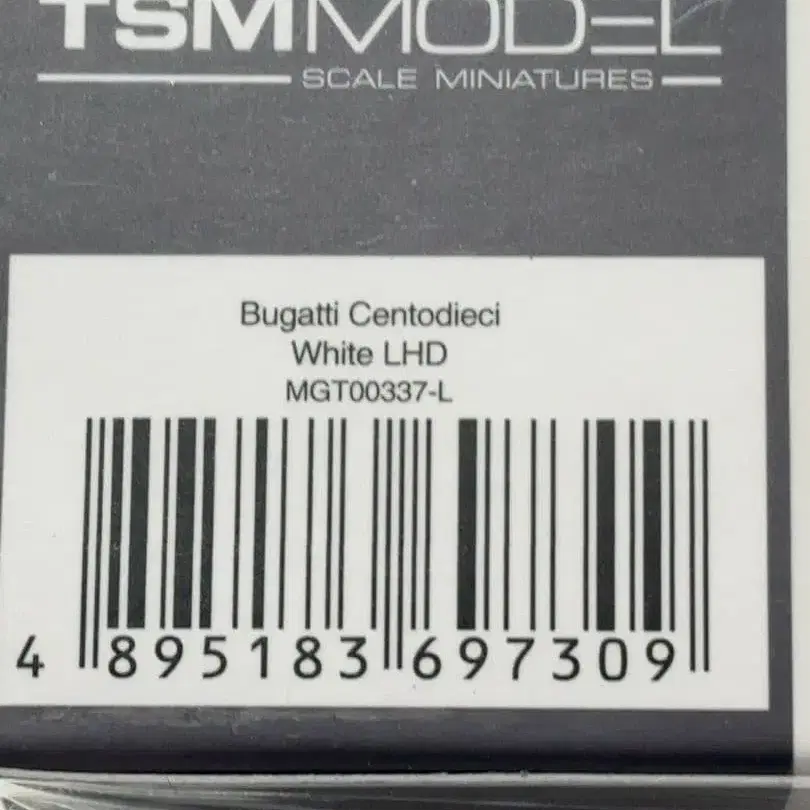 TSMMODEL
SCALE MINIATURES
Bugatti Centodieci
White LHD
MGT00337-L
4 895183 697309